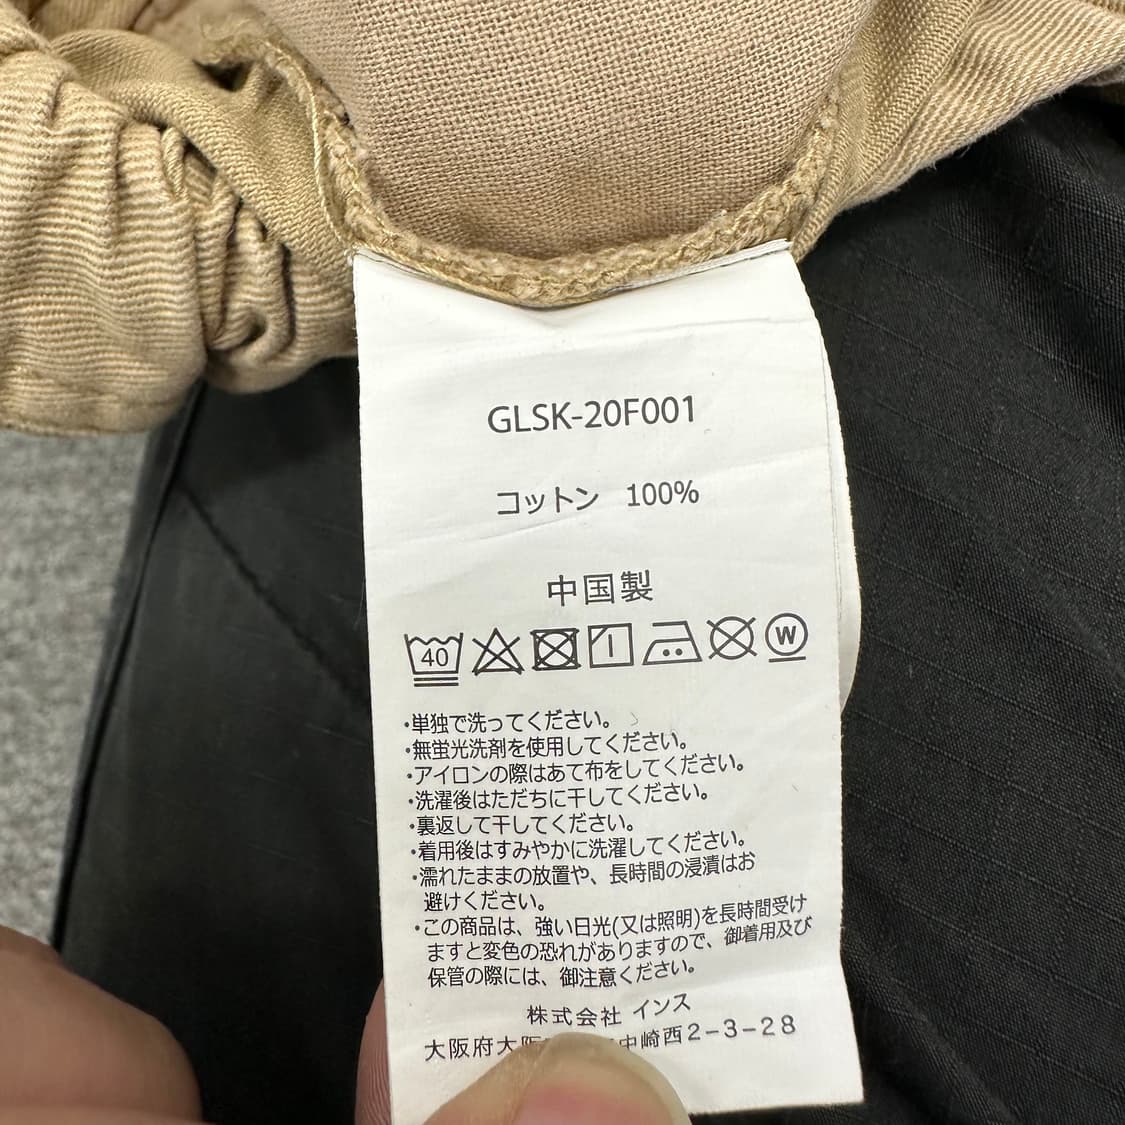 GLSK-20F001
コットン 100%
中国製
40 W
・単独で洗ってください。
・無蛍光洗剤を使用してください。
・アイロンの際はあて布をしてください。
・洗濯後はただちに干してください。
・裏返して干してください。
・着用後はすみやかに洗濯してください。
・濡れたままの放置や、長時間の浸漬はお
避けください。
・この商品は、強い日光(又は照明)を長時間受け
ますと変色の恐れがありますので、御着用及び
保管の際には、御注意ください。
株式会社 インス
大阪府大阪 中崎西2-3-28